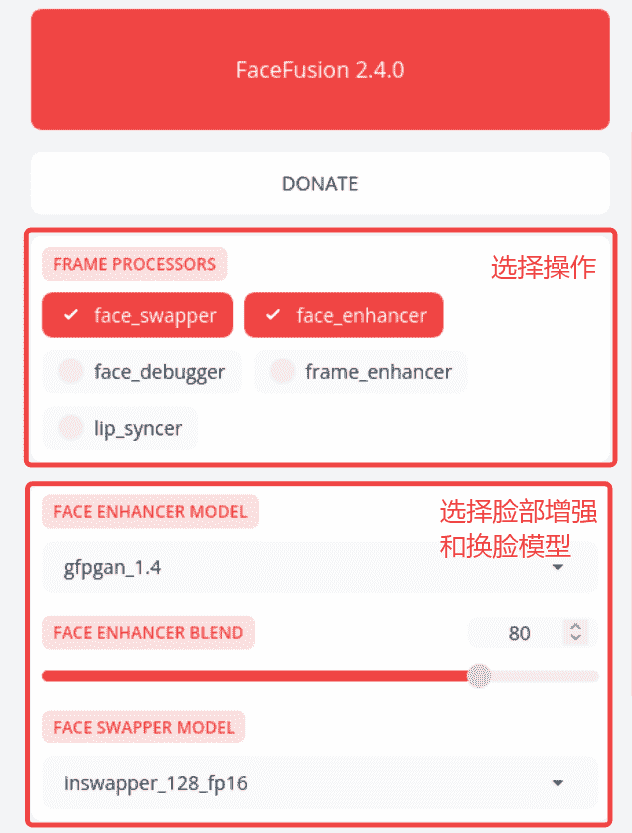 FaceFusion 2.4.0
DONATE
FRAME PROCESSORS
选择操作
face_swapper
face_enhancer
face_debugger
frame_enhancer
lip_syncer
FACE ENHANCER MODEL
选择脸部增强
和换脸模型
gfpgan_1.4
FACE ENHANCER BLEND
80
FACE SWAPPER MODEL
inswapper_128_fp16